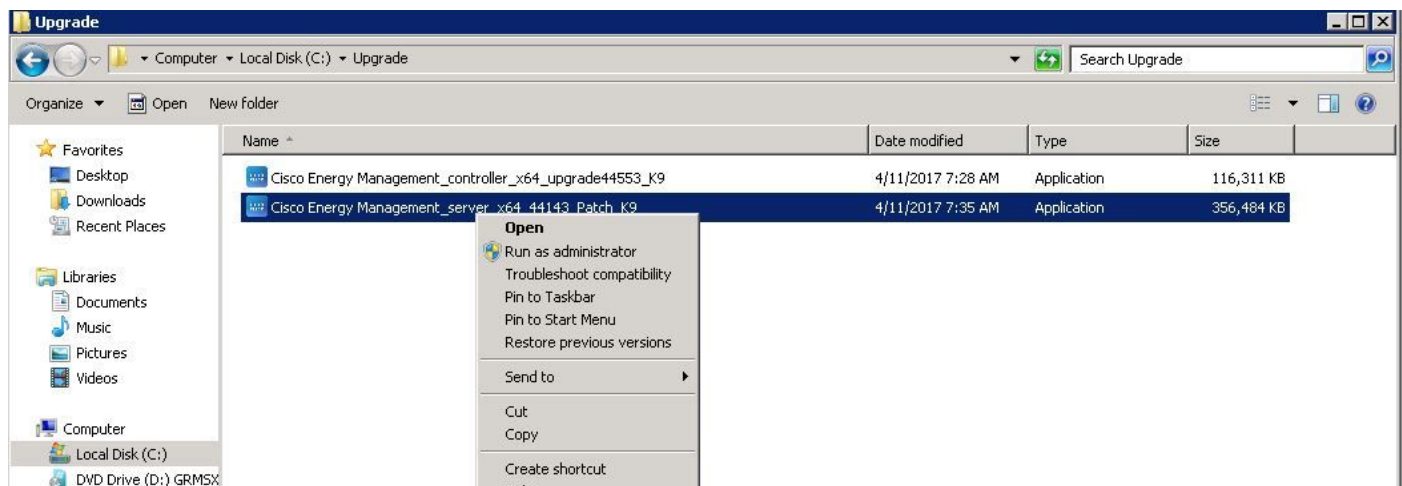 Upgrade
Computer Local Disk (C:) Upgrade
Search Upgrade
Organize Open New folder
Name Date modified Type Size
Favorites
Desktop
Downloads
Recent Places
Libraries
Documents
Music
Pictures
Videos
Computer
Local Disk (C:)
DVD Drive (D:) GRMSX
Cisco Energy Management_controller_x64_upgrade44553_K9 4/11/2017 7:28 AM Application 116,311 KB
Cisco Energy Management_server_x64_44143_Patch_K9 4/11/2017 7:35 AM Application 356,484 KB
Open
Run as administrator
Troubleshoot compatibility
Pin to Taskbar
Pin to Start Menu
Restore previous versions
Send to
Cut
Copy
Create shortcut